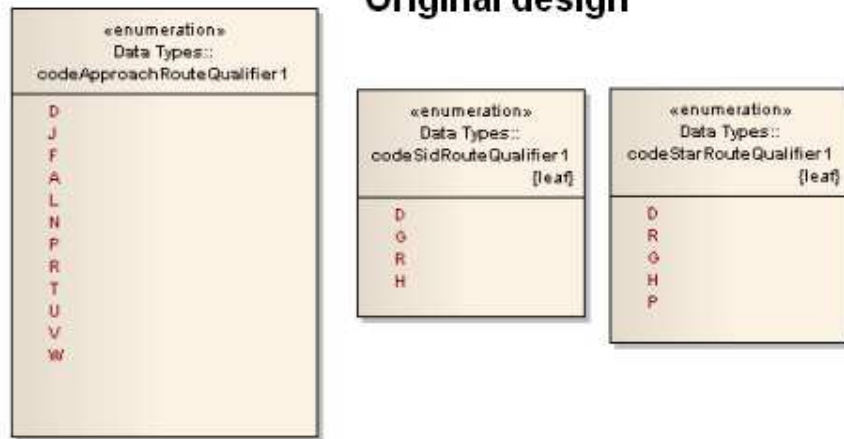 Original design
«enumeration»
Data Types::
codeApproachRouteQualifier1
D
J
F
A
L
N
P
R
T
U
V
W
«enumeration»
Data Types::
codeSidRouteQualifier1
{leaf}
D
G
R
H
«enumeration»
Data Types::
codeStarRouteQualifier1
{leaf}
D
R
G
H
P